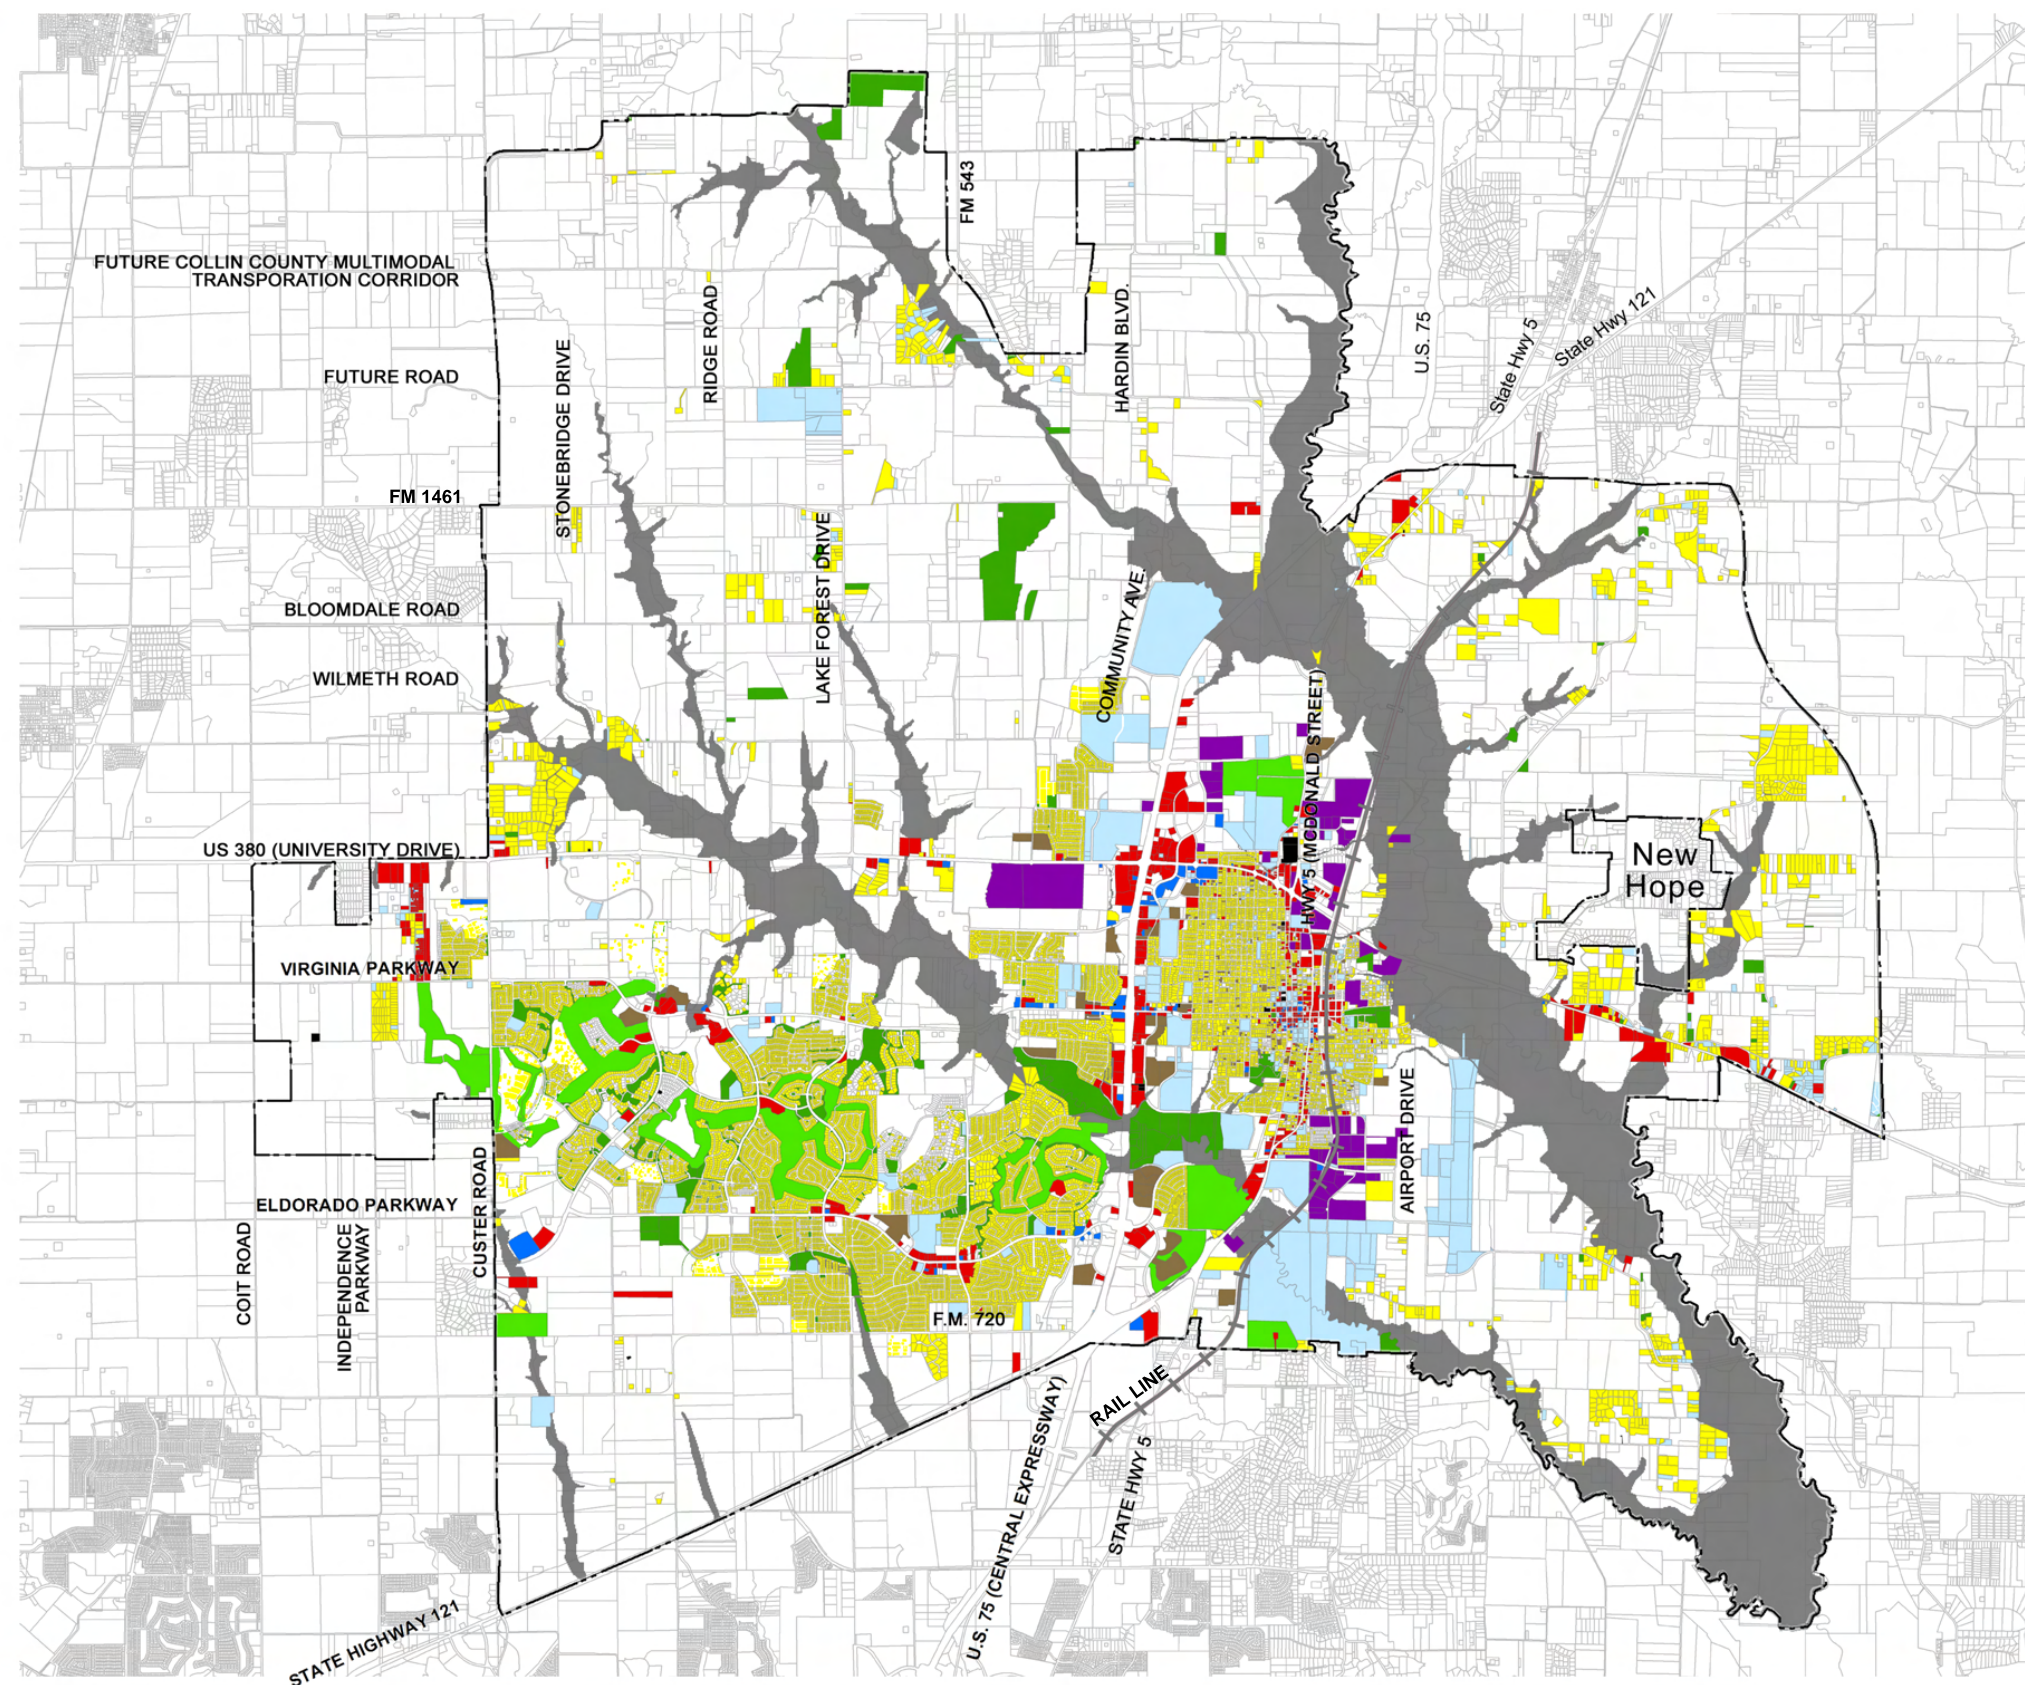 FM 543
FUTURE COLLIN COUNTY MULTIMODAL
TRANSPORATION CORRIDOR
RIDGE ROAD
HARDIN BLVD.
U.S. 75
State Hwy 5
State Hwy 121
STONEBRIDGE DRIVE
FUTURE ROAD
FM 1461
LAKE FOREST DRIVE
BLOOMDALE ROAD
COMMUNITY AVE.
WILMETH ROAD
HWY 5 (MCDONALD STREET)
US 380 (UNIVERSITY DRIVE)
New
Hope
VIRGINIA PARKWAY
AIRPORT DRIVE
CUSTER ROAD
ELDORADO PARKWAY
COIT ROAD
INDEPENDENCE
PARKWAY
F.M. 720
RAIL LINE
U.S. 75 (CENTRAL EXPRESSWAY)
STATE HWY 5
STATE HIGHWAY 121